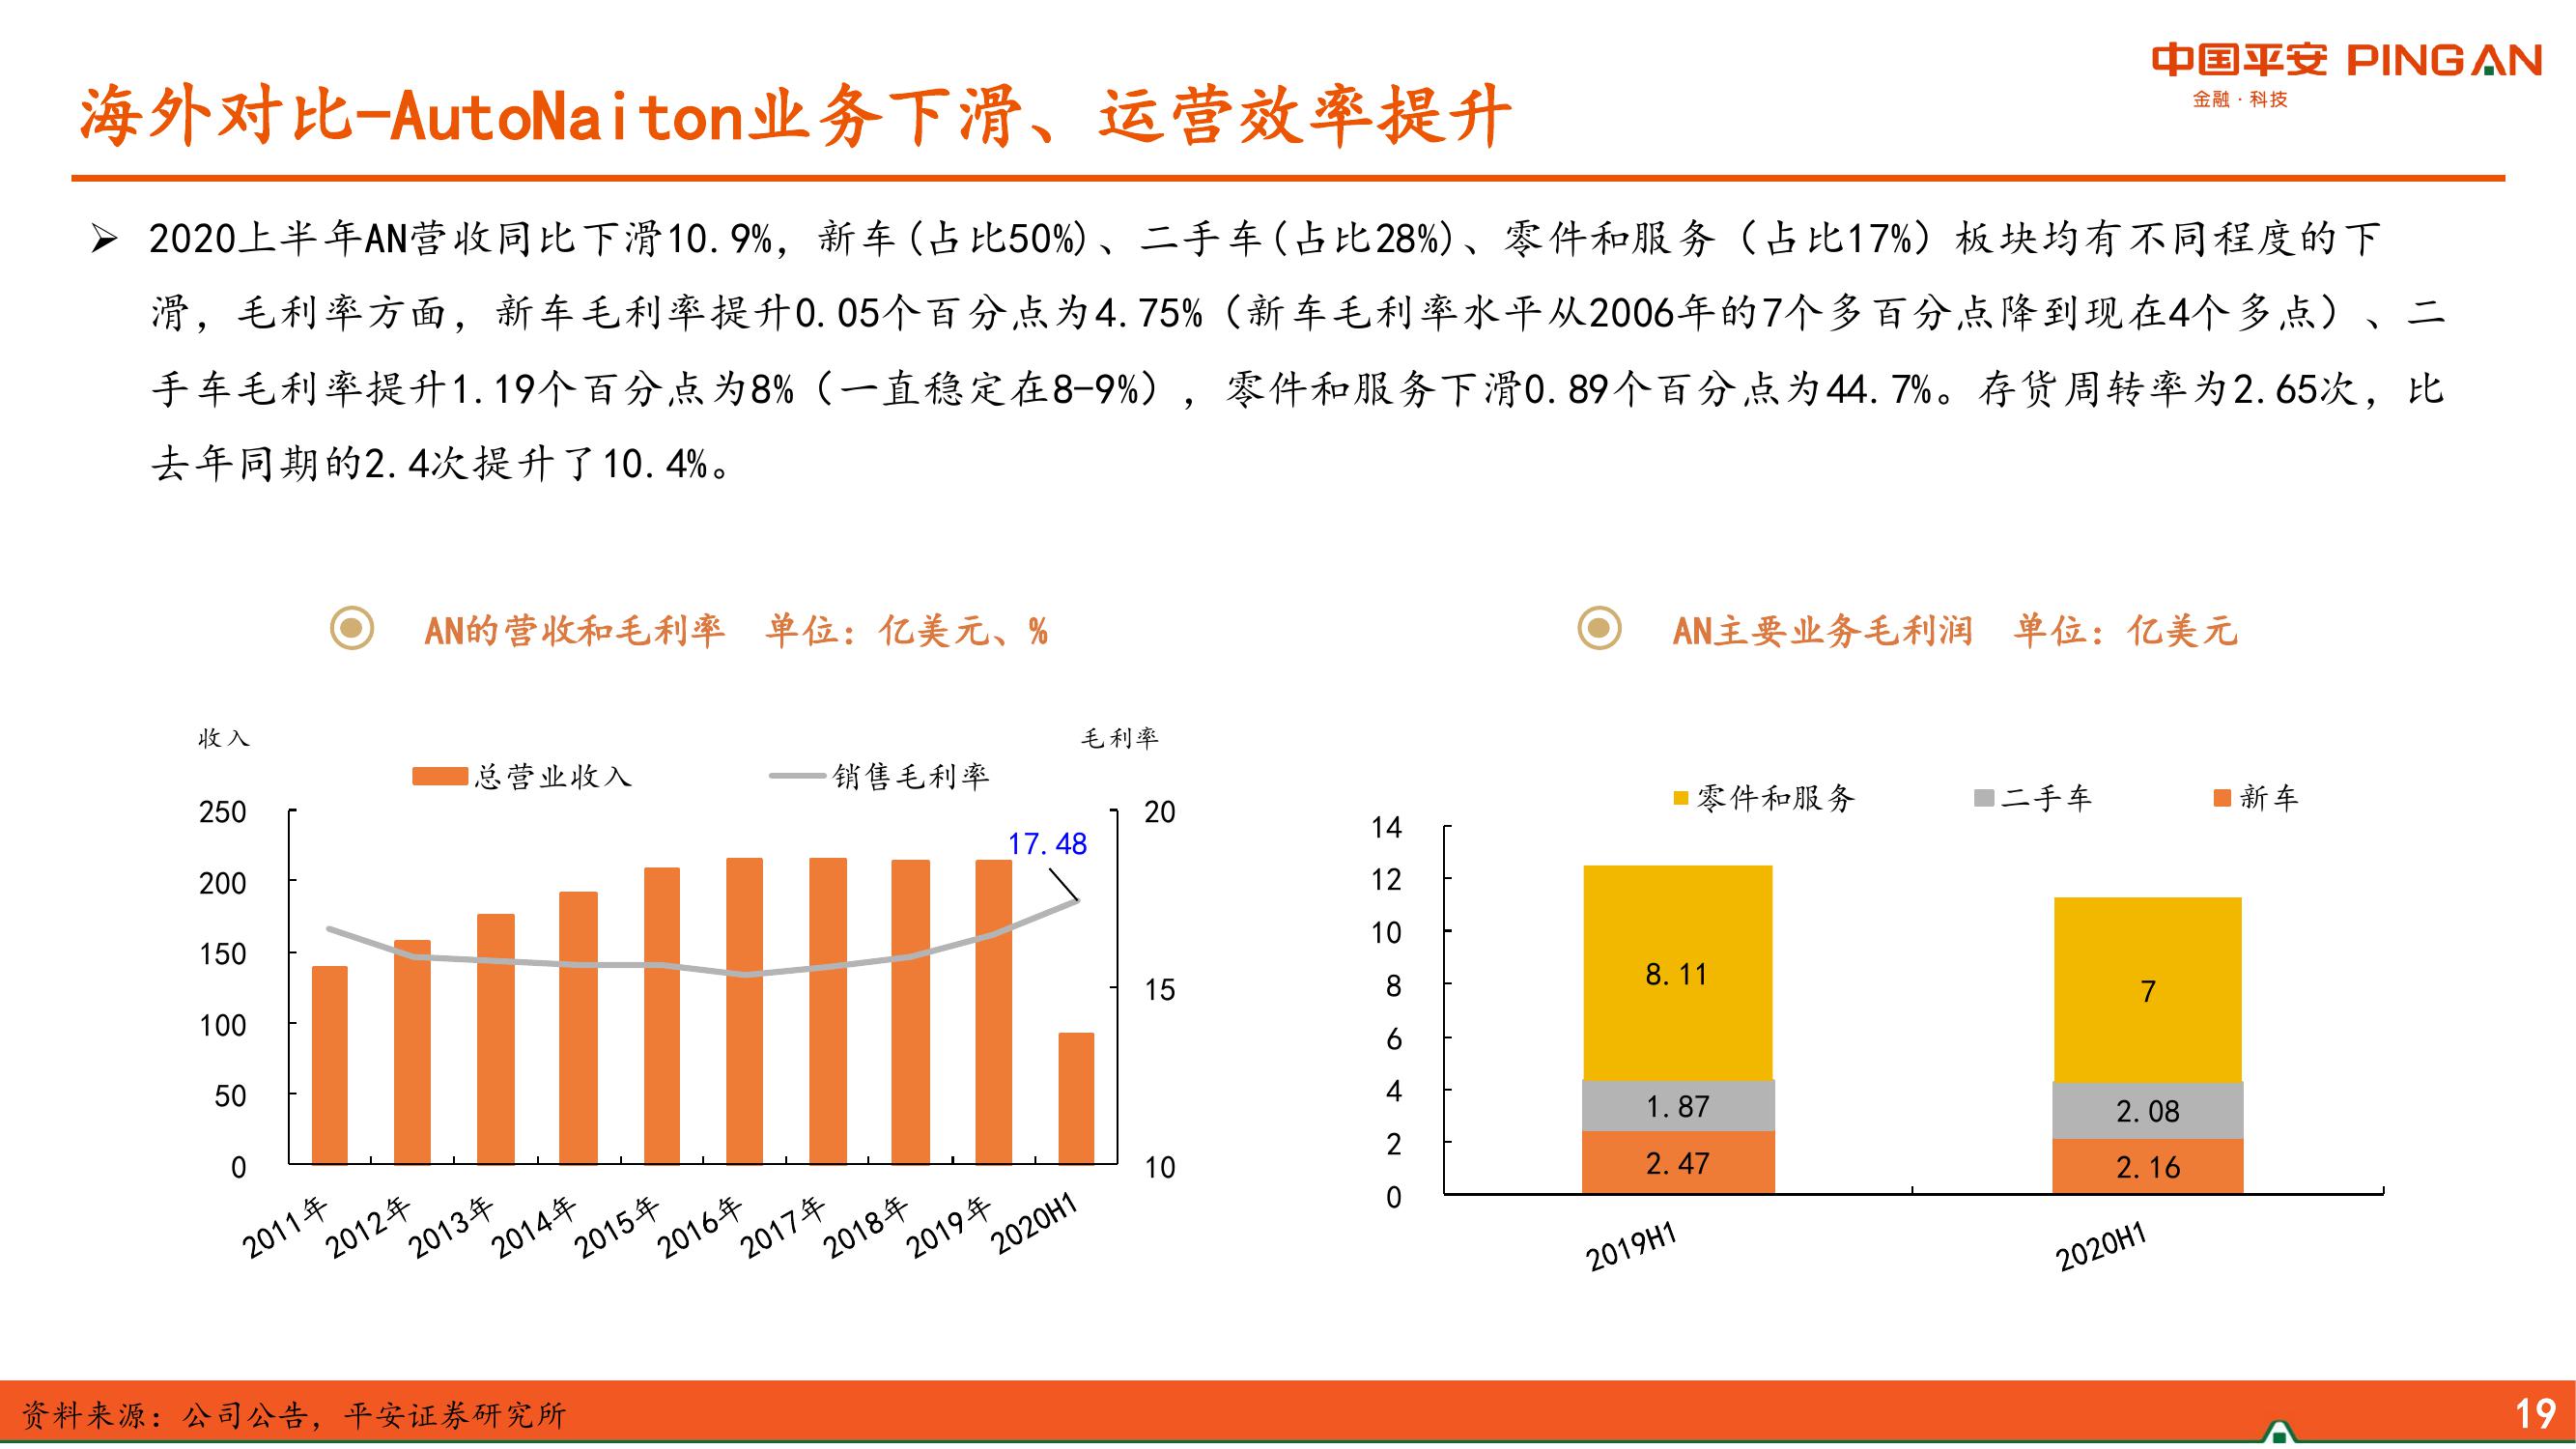 中国平安 PINGAN
金融·科技
海外对比-AutoNaiton业务下滑、运营效率提升
2020上半年AN营收同比下滑10.9%，新车(占比50%)、二手车(占比28%)、零件和服务（占比17%）板块均有不同程度的下
滑，毛利率方面，新车毛利率提升0.05个百分点为4.75%（新车毛利率水平从2006年的7个多百分点降到现在4个多点）、二
手车毛利率提升1.19个百分点为8%（一直稳定在8-9%），零件和服务下滑0.89个百分点为44.7%。存货周转率为2.65次，比
去年同期的2.4次提升了10.4%。
AN的营收和毛利率 单位：亿美元、%
收入
毛利率
总营业收入
销售毛利率
250
200
150
100
50
0
20
15
10
17.48
2011年
2012年
2013年
2014年
2015年
2016年
2017年
2018年
2019年
2020H1
AN主要业务毛利润 单位：亿美元
零件和服务
二手车
新车
14
12
10
8
6
4
2
0
8.11
1.87
2.47
7
2.08
2.16
2019H1
2020H1
资料来源：公司公告，平安证券研究所
19